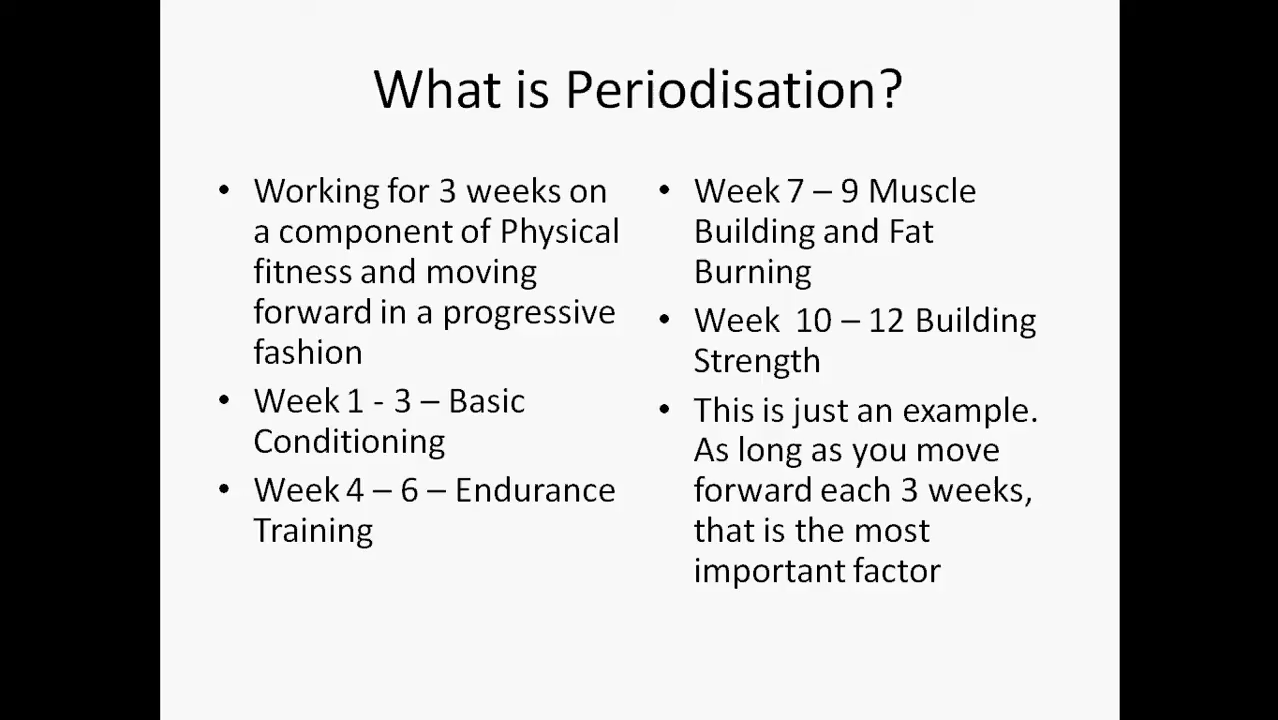 What is Periodisation?
• Working for 3 weeks on
a component of Physical
fitness and moving
forward in a progressive
fashion
• Week 1 - 3 – Basic
Conditioning
• Week 4 – 6 – Endurance
Training
• Week 7 – 9 Muscle
Building and Fat
Burning
• Week  10 – 12 Building
Strength
• This is just an example.
As long as you move
forward each 3 weeks,
that is the most
important factor